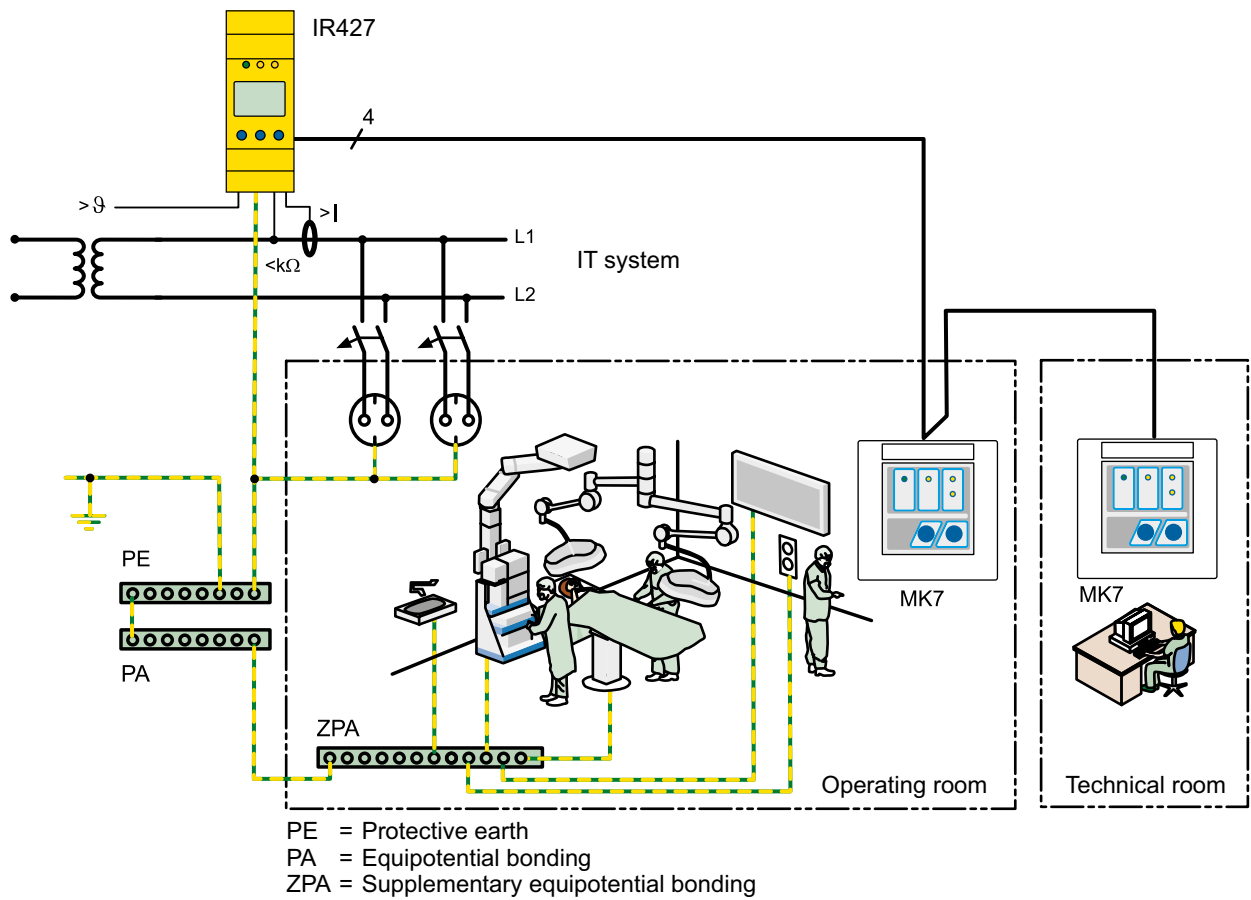 IR427
4
>ϑ
>I
L1
<kΩ
IT system
L2
PE
PA
MK7
MK7
ZPA
Operating room
Technical room
PE = Protective earth
PA = Equipotential bonding
ZPA = Supplementary equipotential bonding